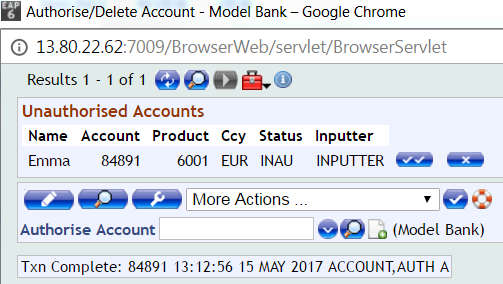 EAP
6
Authorise/Delete Account - Model Bank – Google Chrome
13.80.22.62:7009/BrowserWeb/servlet/BrowserServlet
Results 1 - 1 of 1
Unauthorised Accounts
Name Account Product Ccy Status Inputter
Emma 84891 6001 EUR INAU INPUTTER
More Actions ...
Authorise Account (Model Bank)
Txn Complete: 84891 13:12:56 15 MAY 2017 ACCOUNT,AUTH A